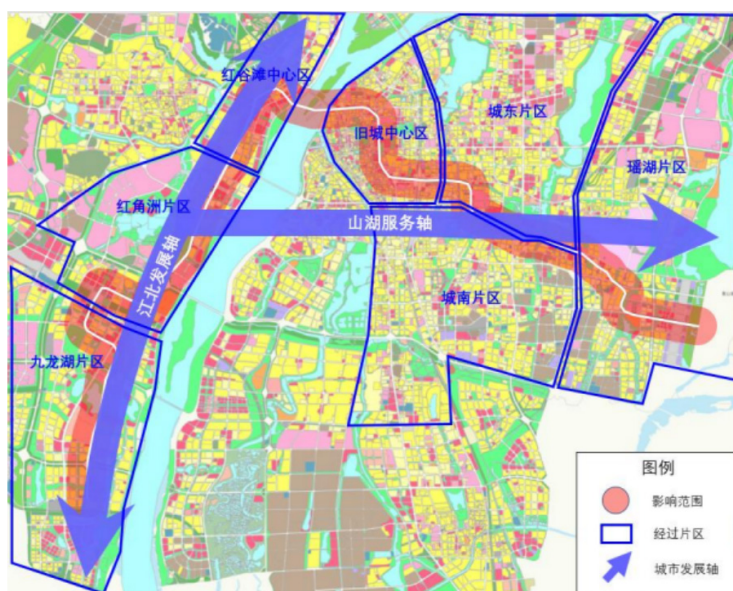 红谷滩中心区
旧城中心区
城东片区
瑶湖片区
红角洲片区
山湖服务轴
江北发展轴
城南片区
九龙湖片区
图例
影响范围
经过片区
城市发展轴